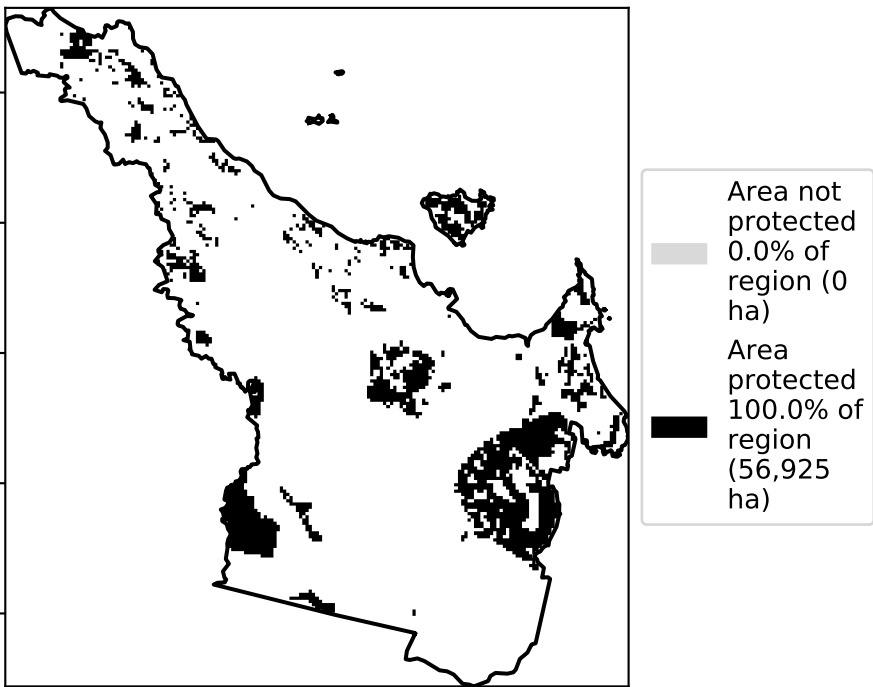 Area not
protected
0.0% of
region (0
ha)
Area
protected
100.0% of
region
(56,925
ha)